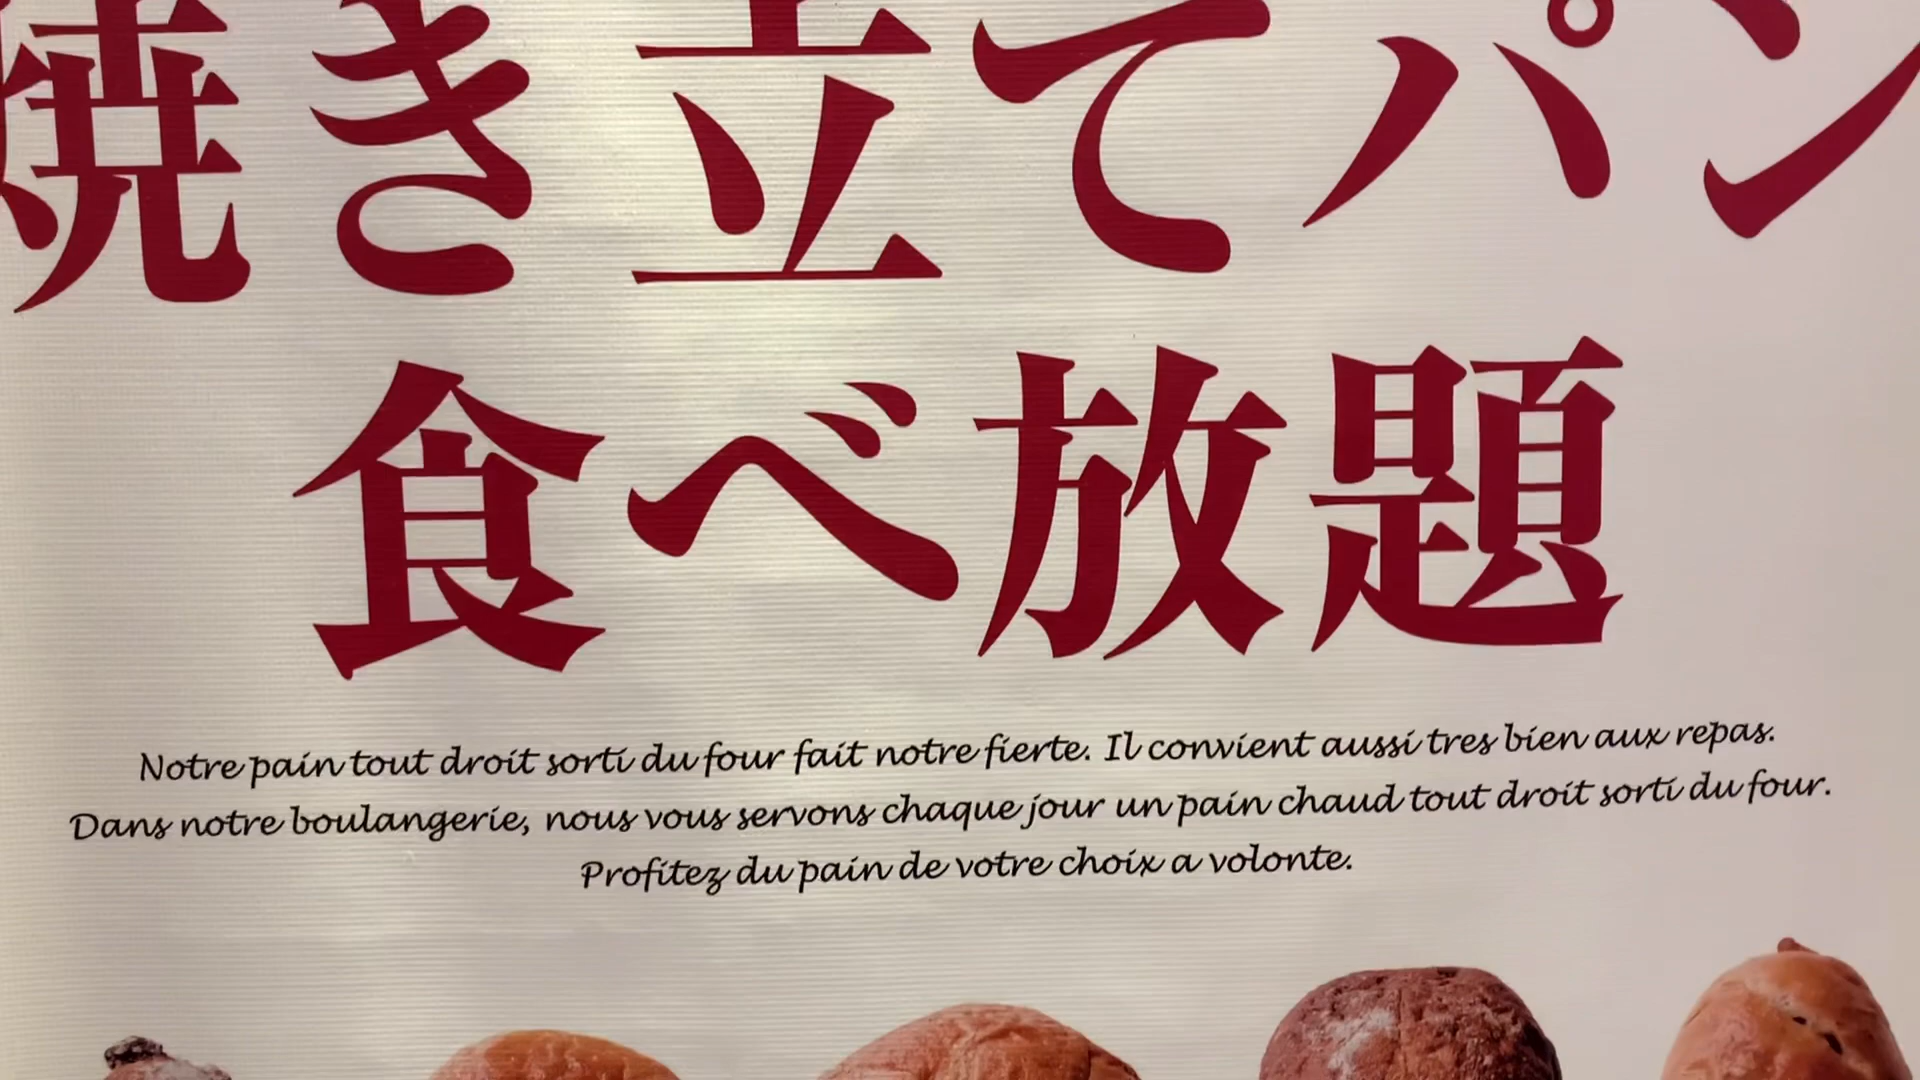 焼き立てパン
食べ放題
Notre pain tout droit sorti du four fait notre fierte. Il convient aussi tres bien aux repas.
Dans notre boulangerie, nous vous servons chaque jour un pain chaud tout droit sorti du four.
Profitez du pain de votre choix a volonte.